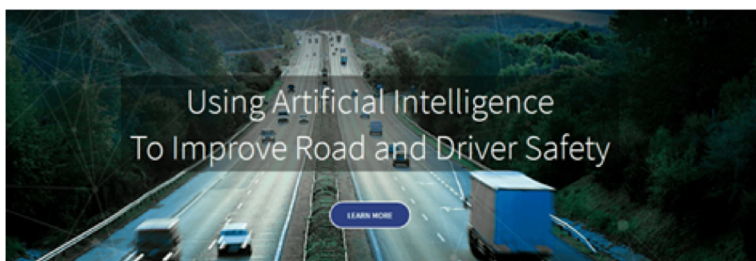 Using Artificial Intelligence
To Improve Road and Driver Safety
LEARN MORE